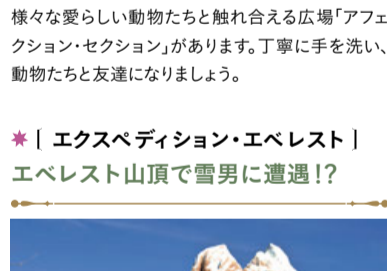 様々な愛らしい動物たちと触れ合える広場「アフェ
クション・セクション」があります。丁寧に手を洗い、
動物たちと友達になりましょう。
[ エクスペディション・エベレスト ]
エベレスト山頂で雪男に遭遇!?